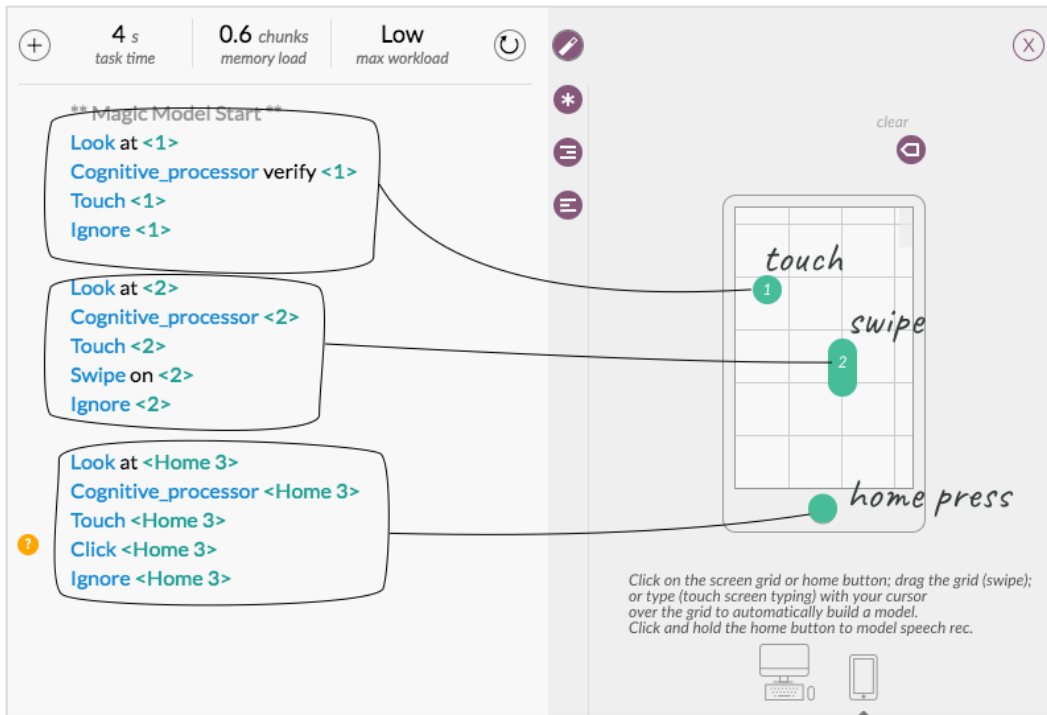 4 s
task time
0.6 chunks
memory load
Low
max workload
** Magic Model Start **
Look at <1>
Cognitive_processor verify <1>
Touch <1>
Ignore <1>
Look at <2>
Cognitive_processor <2>
Touch <2>
Swipe on <2>
Ignore <2>
Look at <Home 3>
Cognitive_processor <Home 3>
Touch <Home 3>
?
Click <Home 3>
Ignore <Home 3>
X
clear
touch
1
swipe
2
home press
Click on the screen grid or home button; drag the grid (swipe);
or type (touch screen typing) with your cursor
over the grid to automatically build a model.
Click and hold the home button to model speech rec.